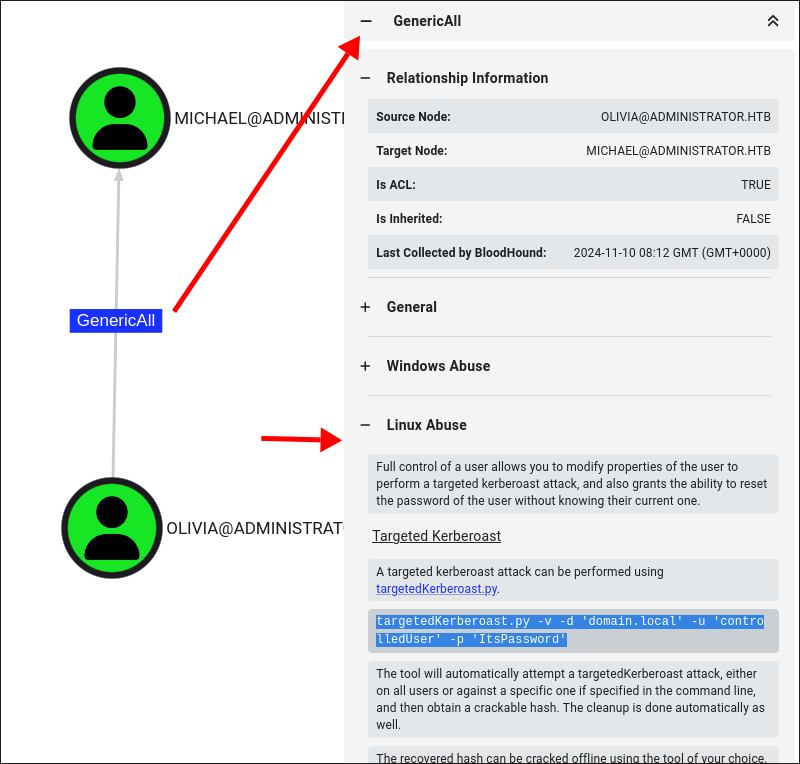 MICHAEL@ADMINISTI
GenericAll
OLIVIA@ADMINISTRATO
GenericAll
Relationship Information
Source Node: OLIVIA@ADMINISTRATOR.HTB
Target Node: MICHAEL@ADMINISTRATOR.HTB
Is ACL: TRUE
Is Inherited: FALSE
Last Collected by BloodHound: 2024-11-10 08:12 GMT (GMT+0000)
General
Windows Abuse
Linux Abuse
Full control of a user allows you to modify properties of the user to
perform a targeted kerberoast attack, and also grants the ability to reset
the password of the user without knowing their current one.
Targeted Kerberoast
A targeted kerberoast attack can be performed using
targetedKerberoast.py.
targetedKerberoast.py -v -d 'domain.local' -u 'contro
lledUser' -p 'ItsPassword'
The tool will automatically attempt a targetedKerberoast attack, either
on all users or against a specific one if specified in the command line,
and then obtain a crackable hash. The cleanup is done automatically as
well.
The recovered hash can be cracked offline using the tool of your choice.